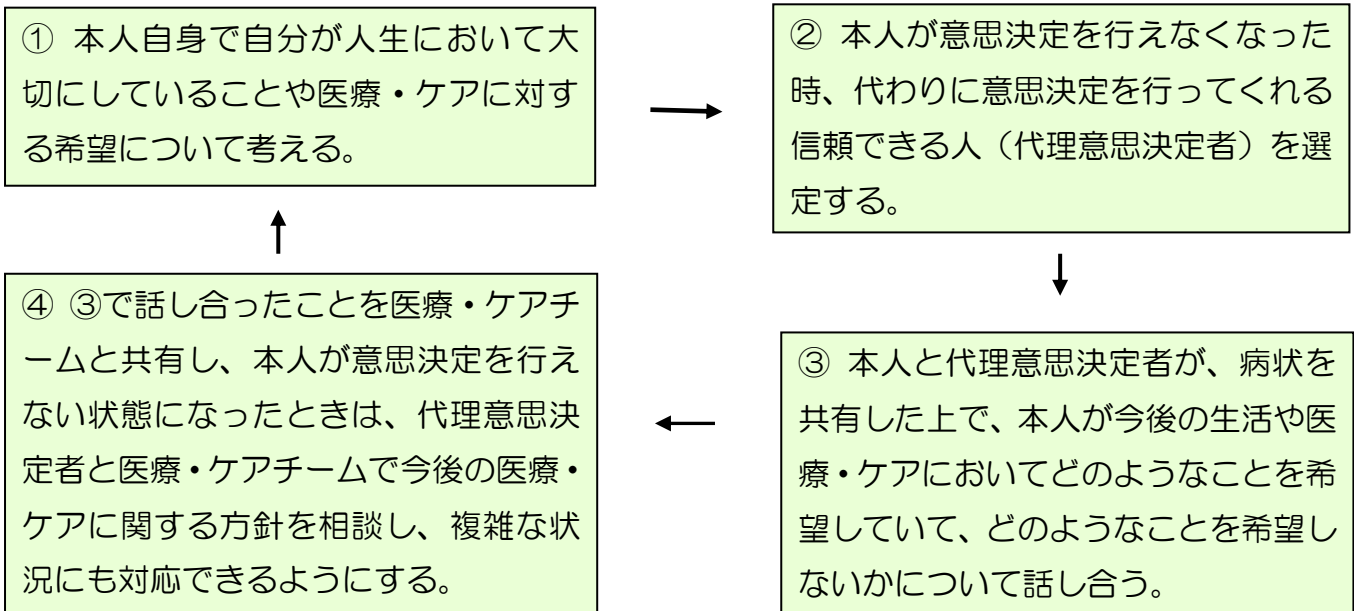 ① 本人自身で自分が人生において大
切にしていることや医療・ケアに対す
る希望について考える。
② 本人が意思決定を行えなくなった
時、代わりに意思決定を行ってくれる
信頼できる人（代理意思決定者）を選
定する。
③ 本人と代理意思決定者が、病状を
共有した上で、本人が今後の生活や医
療・ケアにおいてどのようなことを希
望していて、どのようなことを希望し
ないかについて話し合う。
④ ③で話し合ったことを医療・ケアチ
ームと共有し、本人が意思決定を行え
ない状態になったときは、代理意思決
定者と医療・ケアチームで今後の医療・
ケアに関する方針を相談し、複雑な状
況にも対応できるようにする。